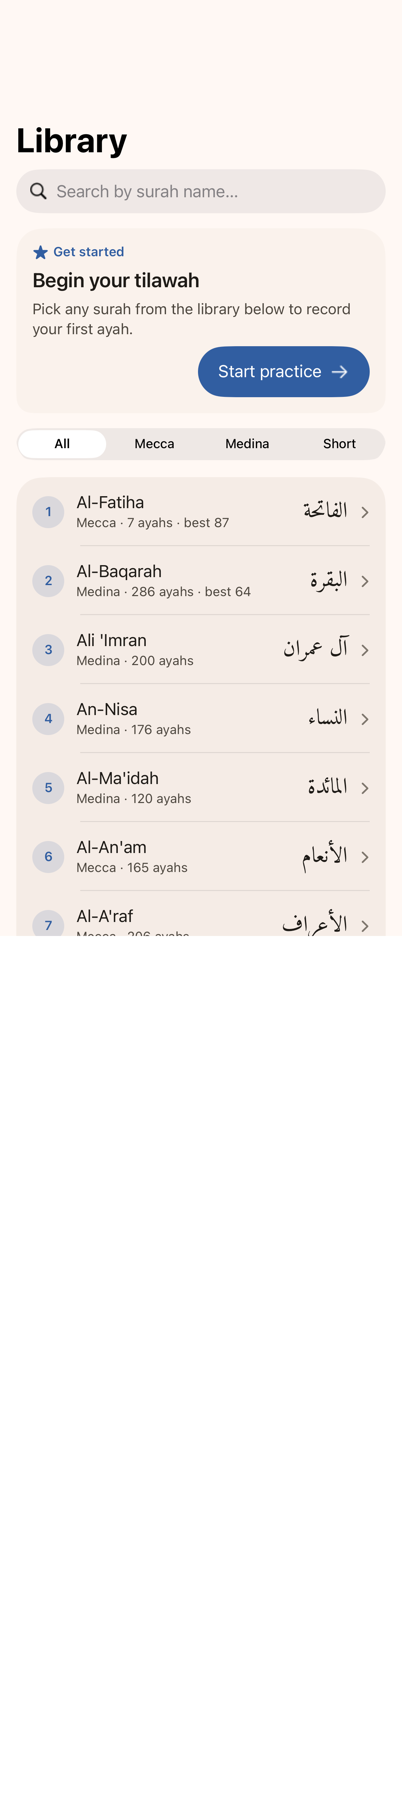 Library
Search by surah name...
Get started
Begin your tilawah
Pick any surah from the library below to record
your first ayah.
Start practice
All Mecca Medina Short
1 Al-Fatiha الفاتحة
Mecca · 7 ayahs · best 87
2 Al-Baqarah البقرة
Medina · 286 ayahs · best 64
3 Ali 'Imran آل عمران
Medina · 200 ayahs
4 An-Nisa النساء
Medina · 176 ayahs
5 Al-Ma'idah المائدة
Medina · 120 ayahs
6 Al-An'am الأنعام
Mecca · 165 ayahs
7 Al-A'raf الأعراف
Mecca · 206 ayahs